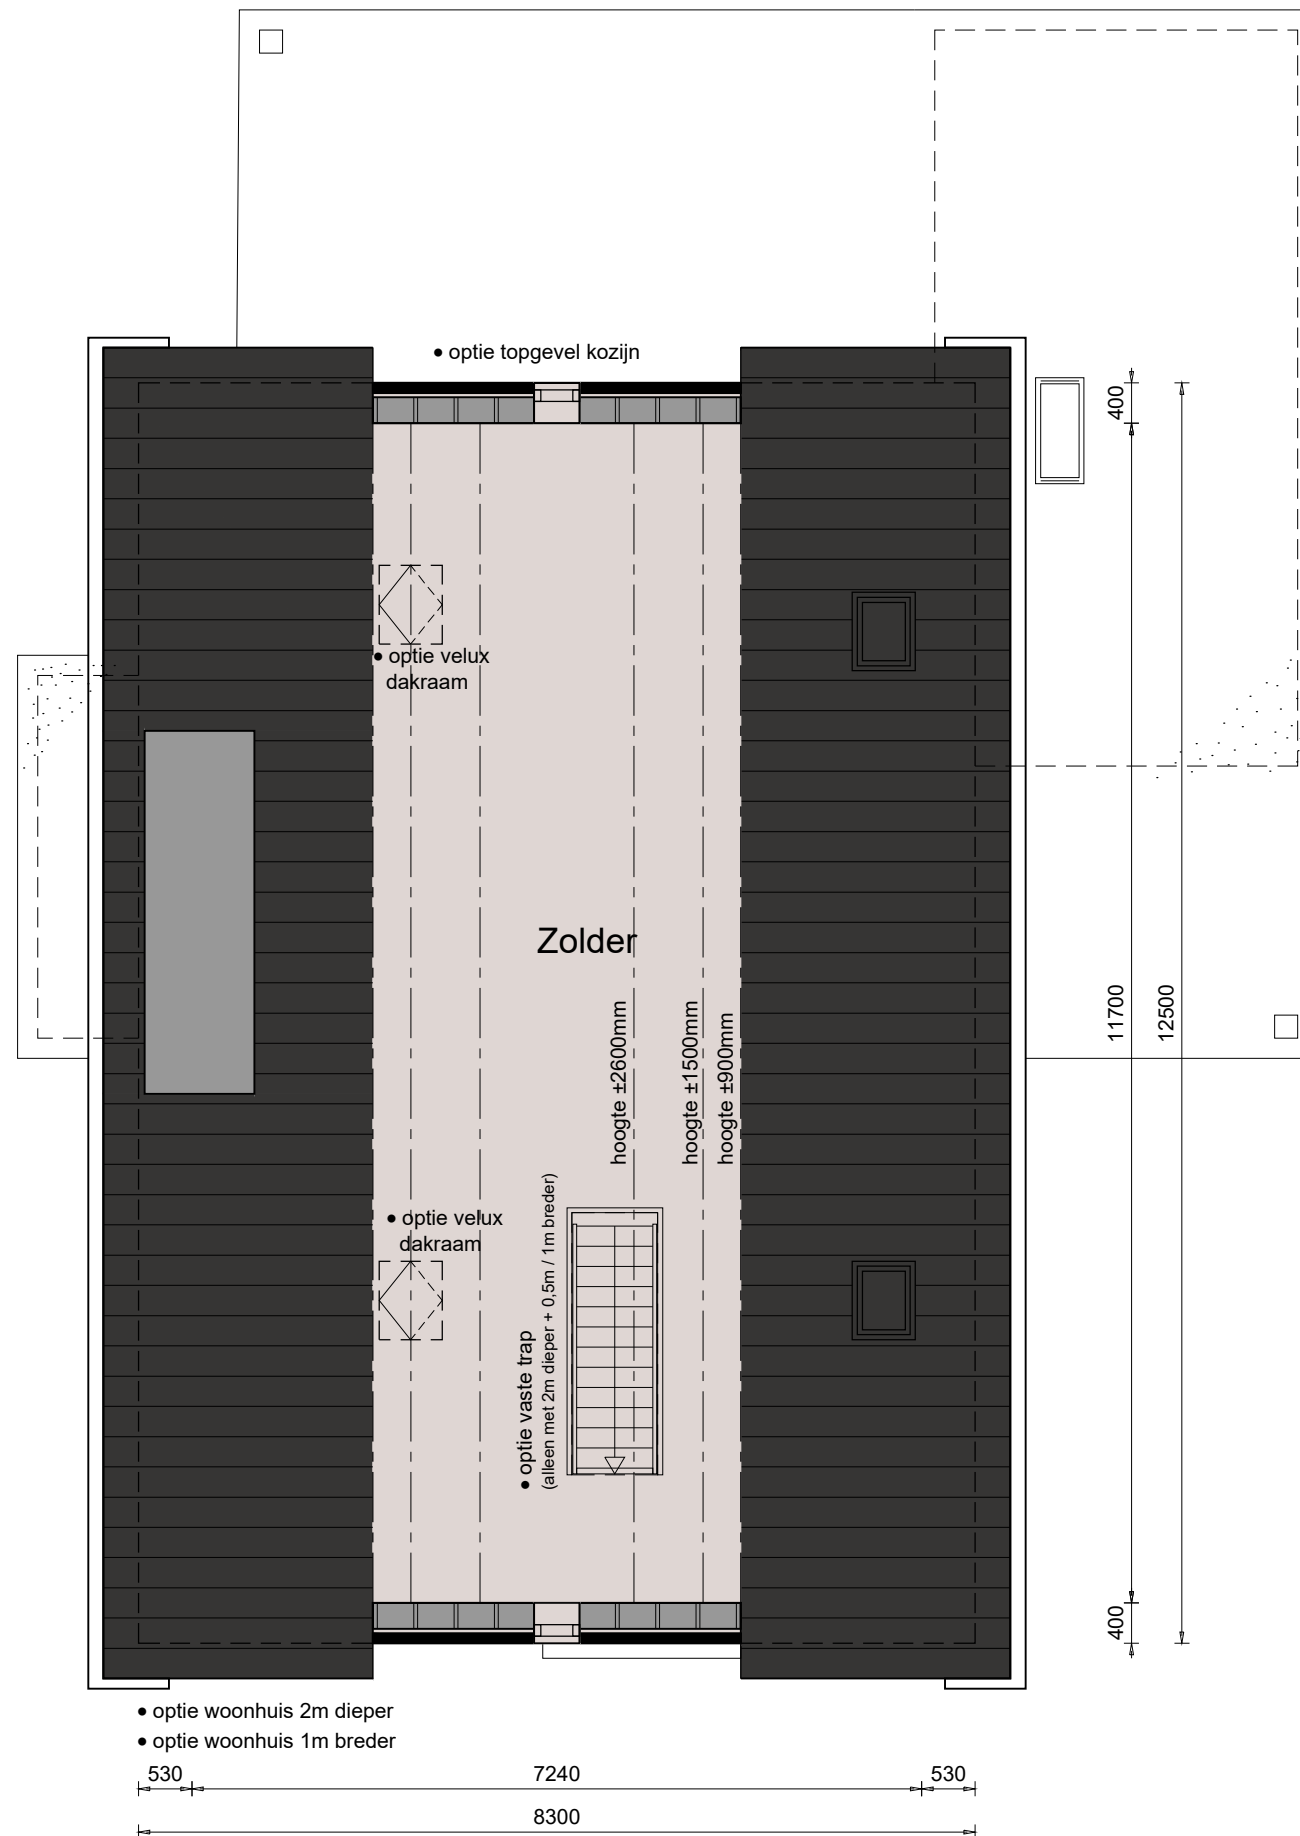 • optie topgevel kozijn
400
• optie velux
dakraam
Zolder
hoogte ±2600mm
hoogte ±1500mm
hoogte ±900mm
11700
12500
• optie velux
dakraam
• optie vaste trap
(alleen met 2m dieper + 0,5m / 1m breder)
400
• optie woonhuis 2m dieper
• optie woonhuis 1m breder
530
7240
530
8300